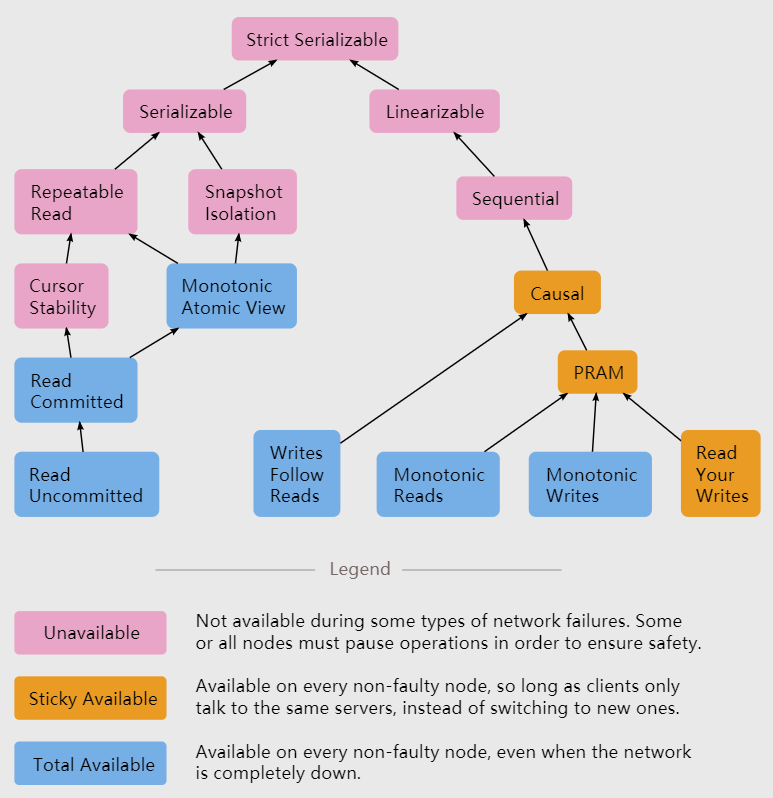 Strict Serializable
Serializable
Linearizable
Repeatable
Read
Snapshot
Isolation
Sequential
Cursor
Stability
Monotonic
Atomic View
Causal
Read
Committed
PRAM
Read
Uncommitted
Writes
Follow
Reads
Monotonic
Reads
Monotonic
Writes
Read
Your
Writes
Legend
Unavailable
Not available during some types of network failures. Some
or all nodes must pause operations in order to ensure safety.
Sticky Available
Available on every non-faulty node, so long as clients only
talk to the same servers, instead of switching to new ones.
Total Available
Available on every non-faulty node, even when the network
is completely down.